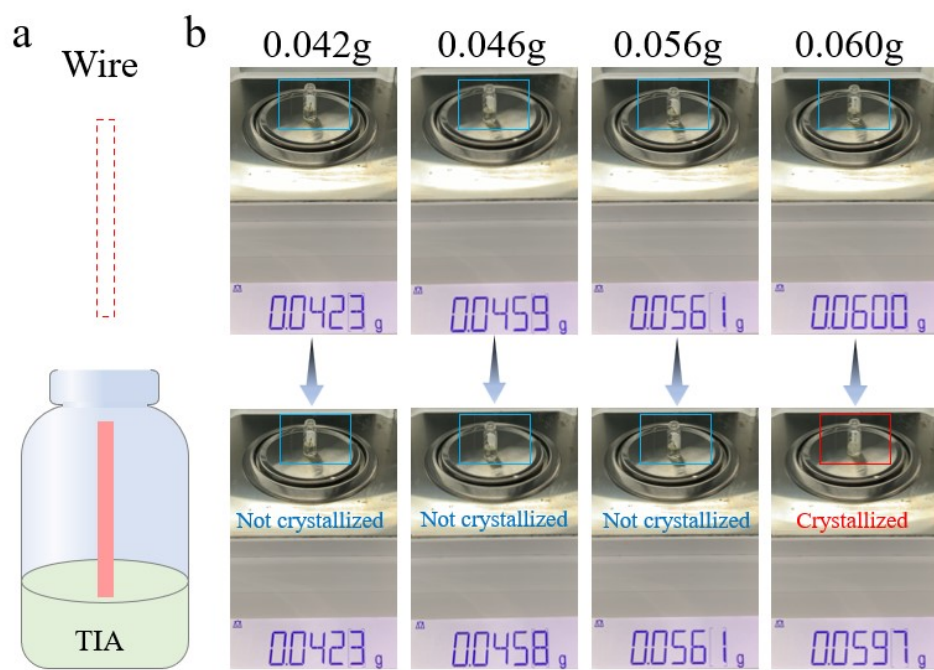 a
Wire
TIA
b
0.042g 0.046g 0.056g 0.060g
0.0423 g 0.0459 g 0.0561 g 0.0600 g
Not crystallized Not crystallized Not crystallized Crystallized
0.0423 g 0.0458 g 0.0561 g 0.0597 g